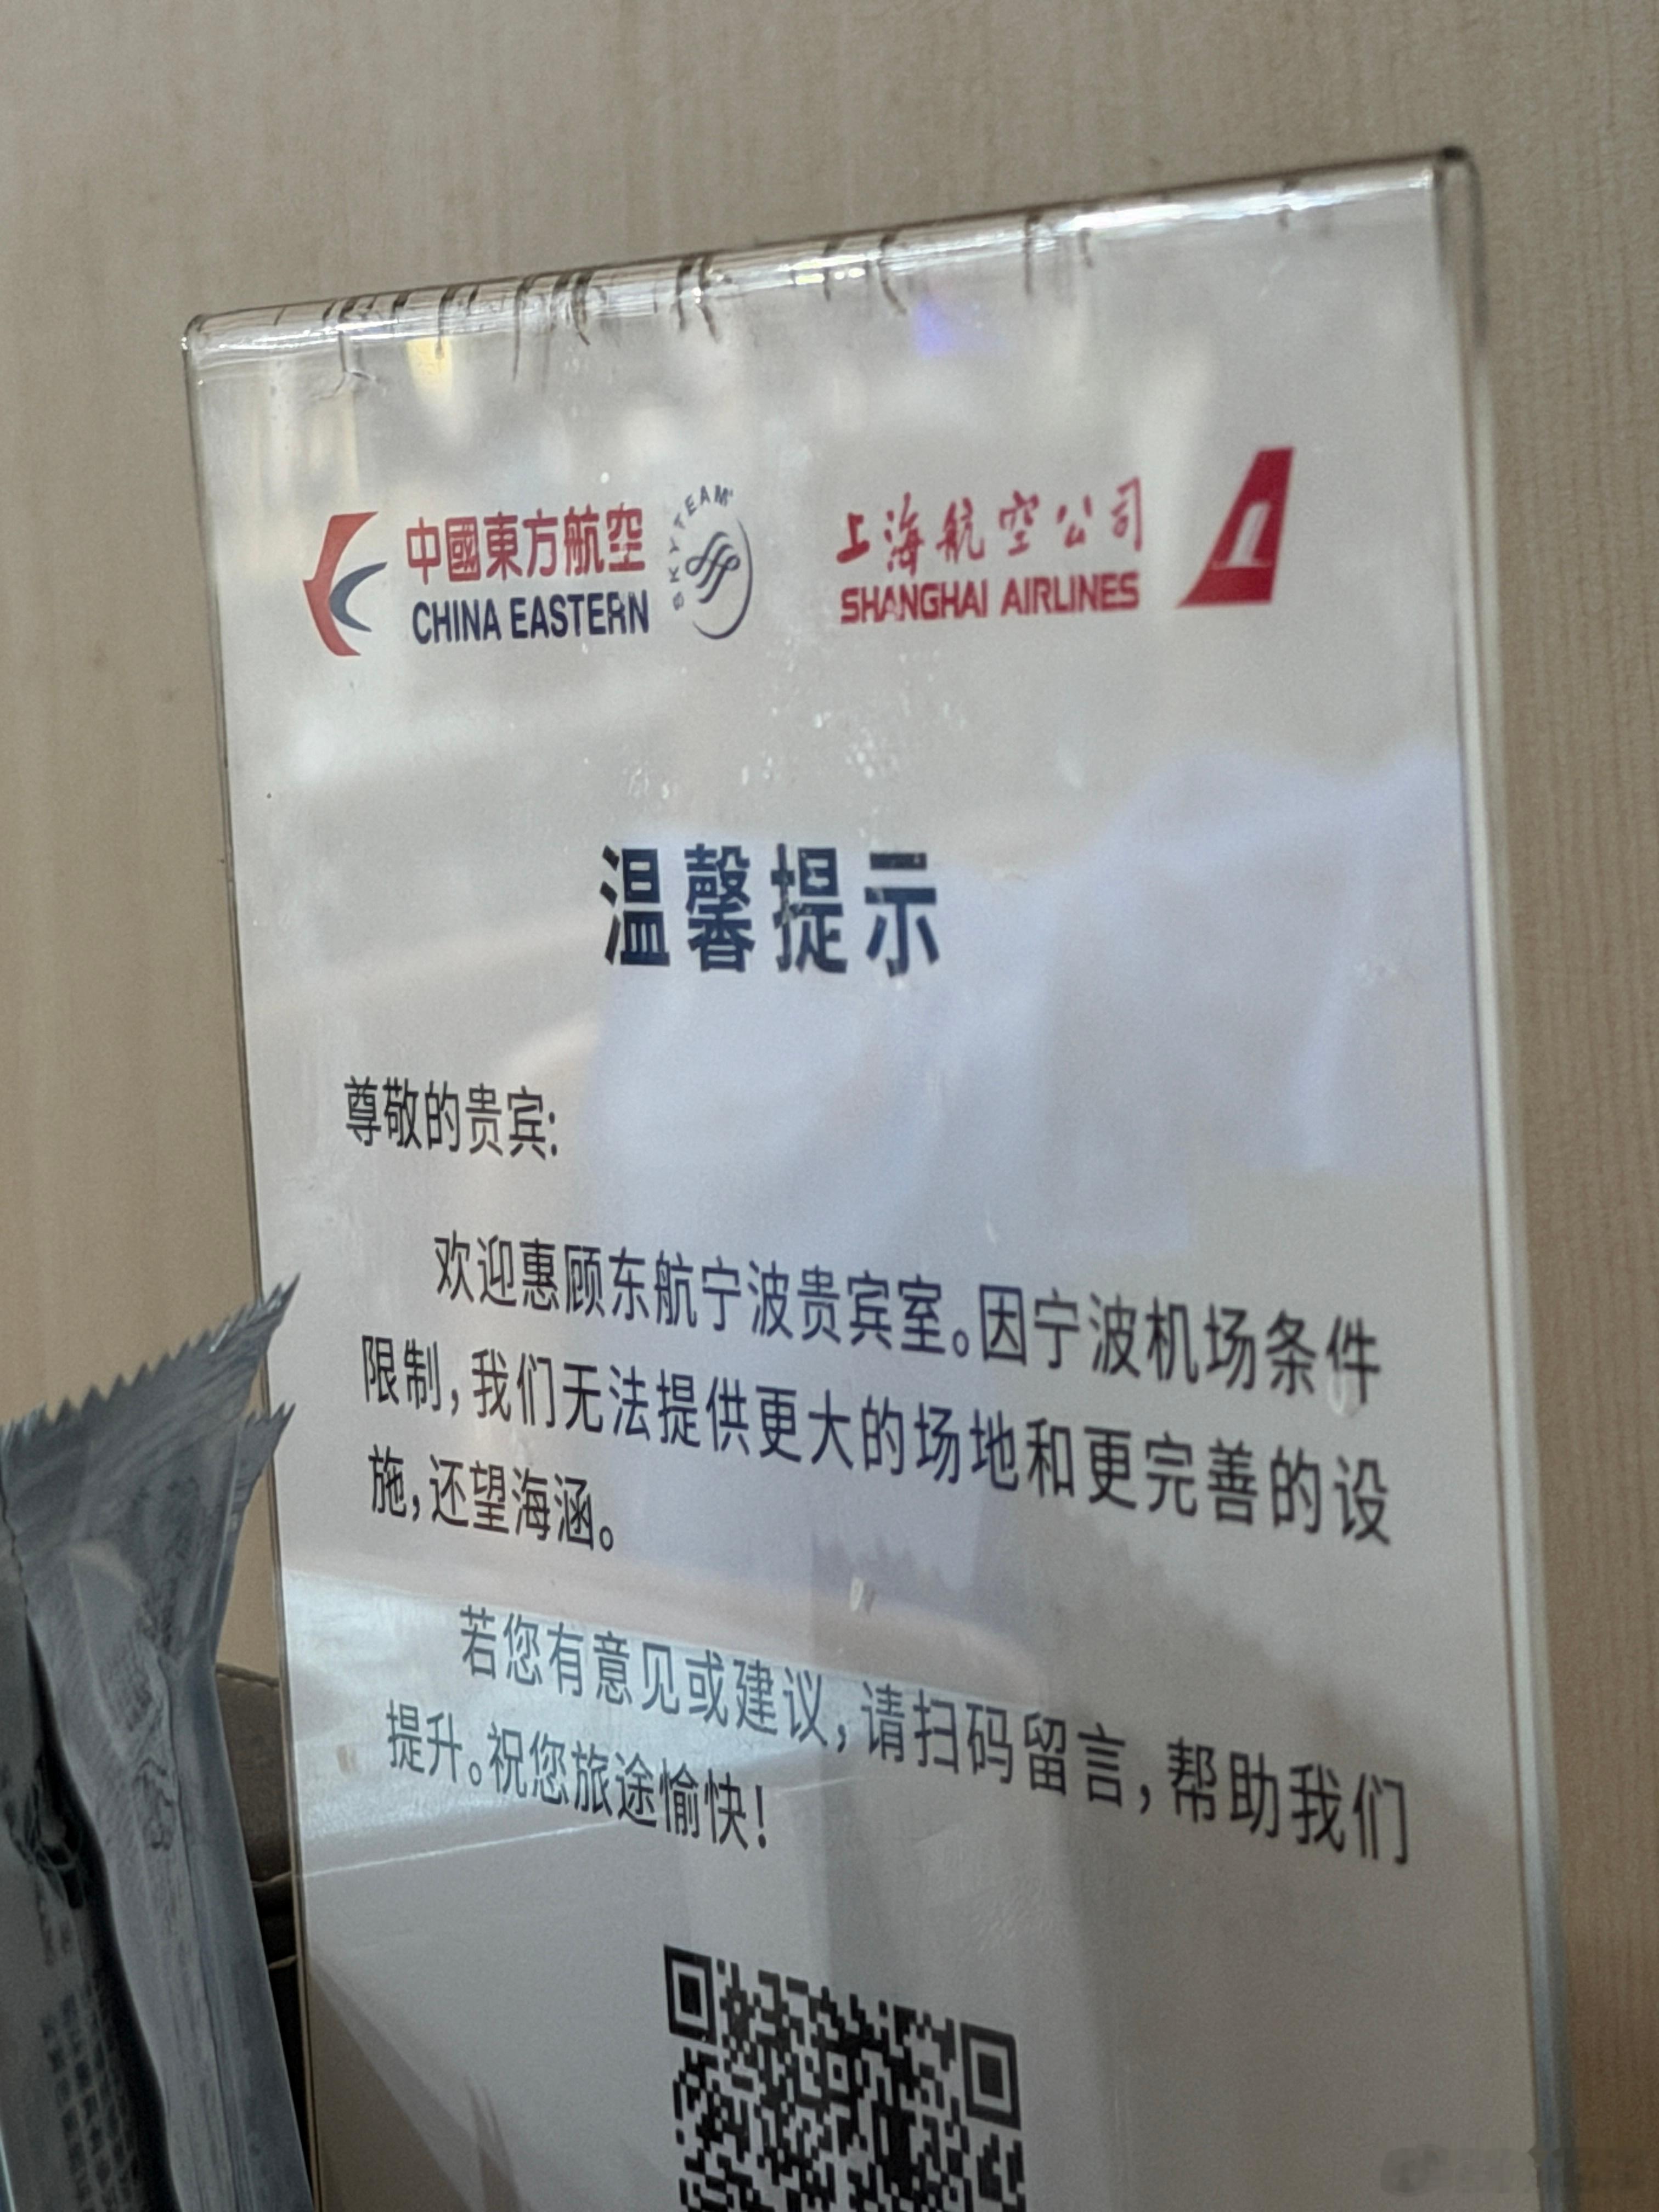 中國東方航空
CHINA EASTERN
SKYTEAM
上海航空公司
SHANGHAI AIRLINES
温馨提示
尊敬的贵宾:
欢迎惠顾东航宁波贵宾室。因宁波机场条件
限制,我们无法提供更大的场地和更完善的设
施,还望海涵。
若您有意见或建议,请扫码留言,帮助我们
提升。祝您旅途愉快!